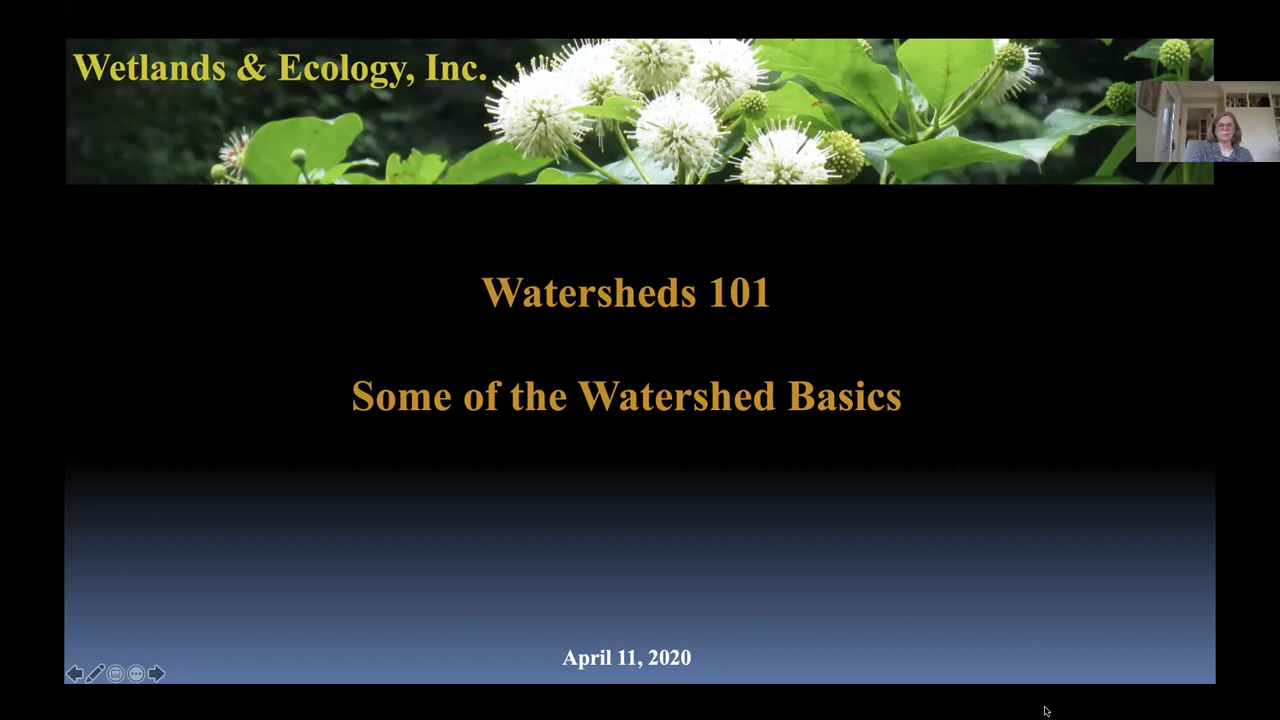 Wetlands & Ecology, Inc.
Watersheds 101
Some of the Watershed Basics
April 11, 2020